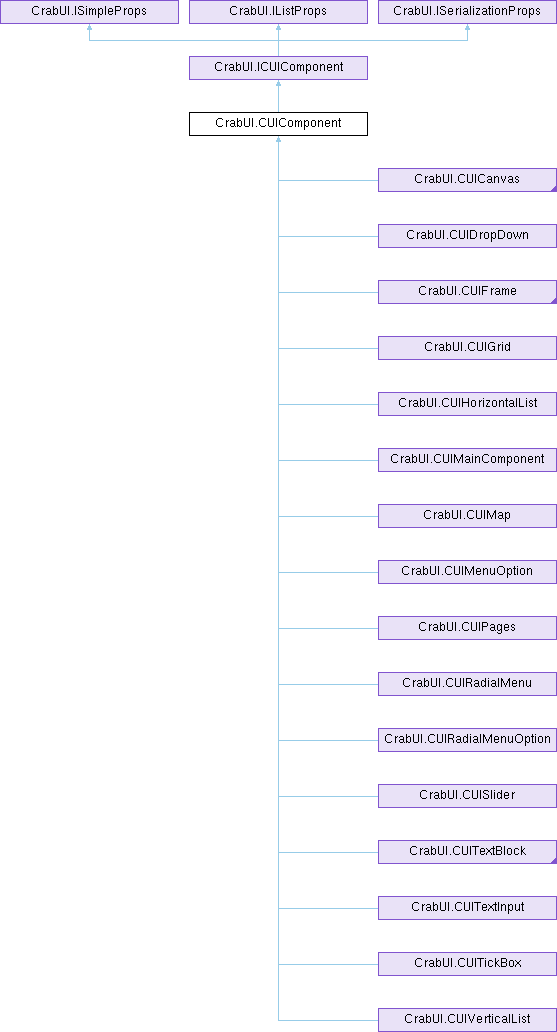 CrabUI.ISimpleProps
CrabUI.IListProps
CrabUI.ISerializationProps
CrabUI.ICUIComponent
CrabUI.CUIComponent
CrabUI.CUICanvas
CrabUI.CUIDropDown
CrabUI.CUIFrame
CrabUI.CUIGrid
CrabUI.CUIHorizontalList
CrabUI.CUIMainComponent
CrabUI.CUIMap
CrabUI.CUIMenuOption
CrabUI.CUIPages
CrabUI.CUIRadialMenu
CrabUI.CUIRadialMenuOption
CrabUI.CUISlider
CrabUI.CUITextBlock
CrabUI.CUITextInput
CrabUI.CUITickBox
CrabUI.CUIVerticalList